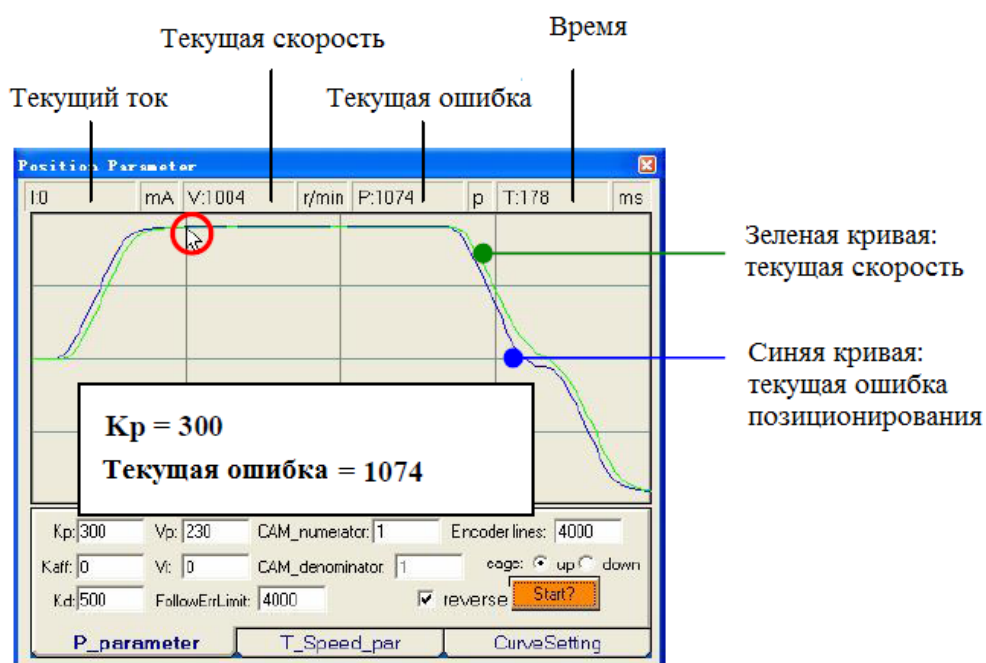 Время
Текущая скорость
Текущий ток
Текущая ошибка
Position Parameter
I:0 mA V:1004 r/min P:1074 p T:178 ms
Зеленая кривая:
текущая скорость
Синяя кривая:
текущая ошибка
позиционирования
Kp = 300
Текущая ошибка = 1074
Kp: 300 Vp: 230 CAM_numerator: 1 Encoder lines: 4000
Kaff: 0 Vi: 0 CAM_denominator: 1 eage: up down
Kd: 500 FollowErrLimit: 4000 reverse Start?
P_parameter T_Speed_par CurveSetting